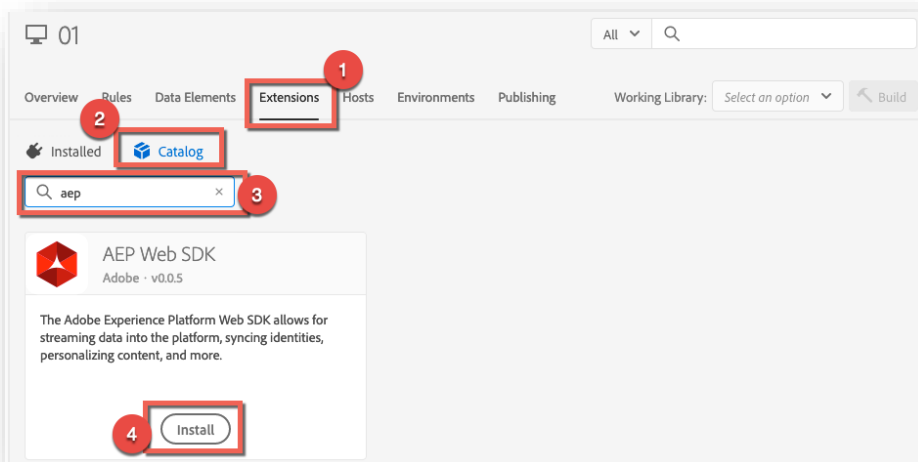 01
All
1
Overview Rules Data Elements Extensions Hosts Environments Publishing Working Library: Select an option Build
2
Installed Catalog
aep × 3
AEP Web SDK
Adobe · v0.0.5
The Adobe Experience Platform Web SDK allows for
streaming data into the platform, syncing identities,
personalizing content, and more.
4 Install